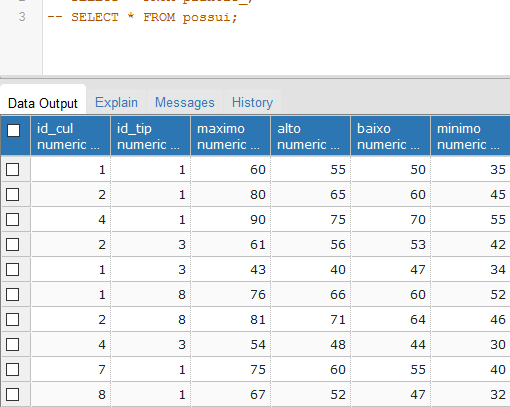 3 -- SELECT * FROM possui;
Data Output Explain Messages History
id_cul id_tip maximo alto baixo minimo
numeric ... numeric ... numeric ... numeric ... numeric ... numeric ...
1 1 60 55 50 35
2 1 80 65 60 45
4 1 90 75 70 55
2 3 61 56 53 42
1 3 43 40 47 34
1 8 76 66 60 52
2 8 81 71 64 46
4 3 54 48 44 30
7 1 75 60 55 40
8 1 67 52 47 32